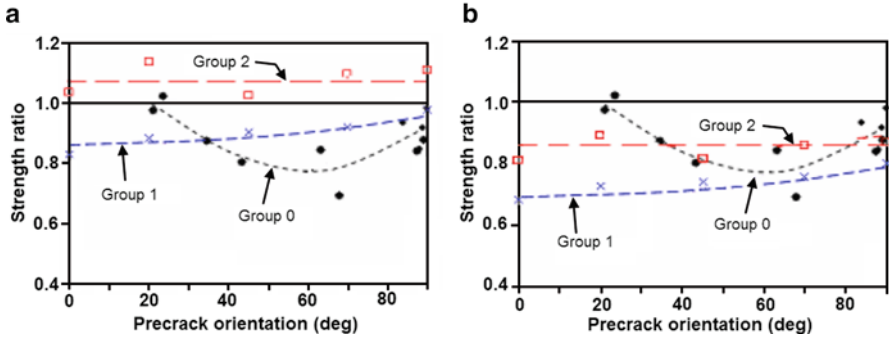 a
1.2
1.0
0.8
0.6
0.4
Strength ratio
Group 2
Group 1
Group 0
0 20 40 60 80
Precrack orientation (deg)
b
1.2
1.0
0.8
0.6
0.4
Strength ratio
Group 2
Group 0
Group 1
0 20 40 60 80
Precrack orientation (deg)